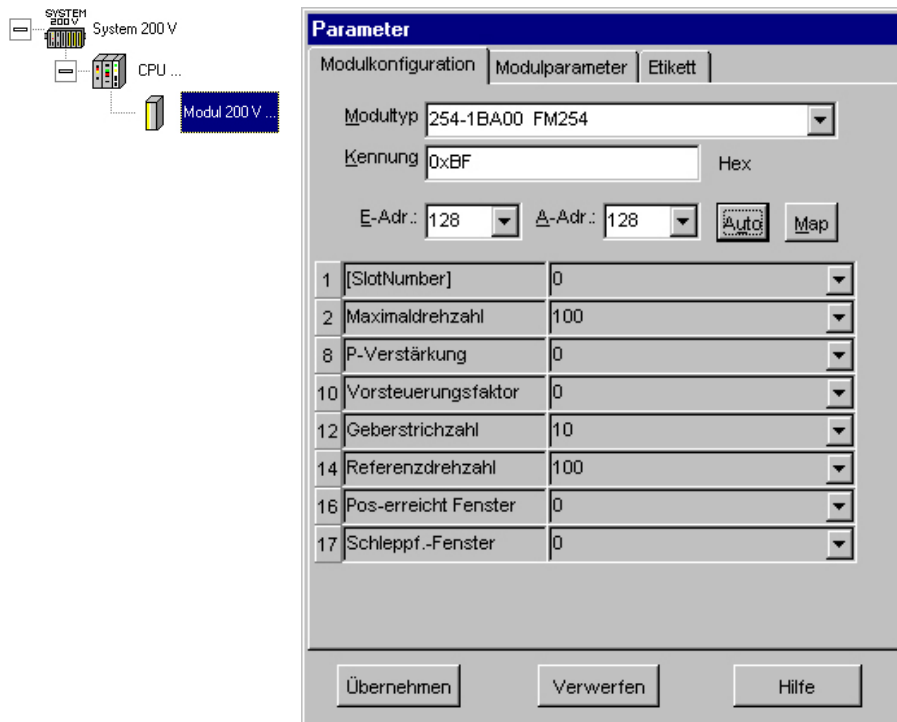 SYSTEM
200 V
System 200 V
CPU ...
Modul 200 V ...
Parameter
Modulkonfiguration Modulparameter Etikett
Modultyp 254-1BA00 FM254
Kennung 0xBF Hex
E-Adr.: 128 A-Adr.: 128 Auto Map
1 [SlotNumber] 0
2 Maximaldrehzahl 100
8 P-Verstärkung 0
10 Vorsteuerungsfaktor 0
12 Geberstrichzahl 10
14 Referenzdrehzahl 100
16 Pos-erreicht Fenster 0
17 Schleppf.-Fenster 0
Übernehmen Verwerfen Hilfe